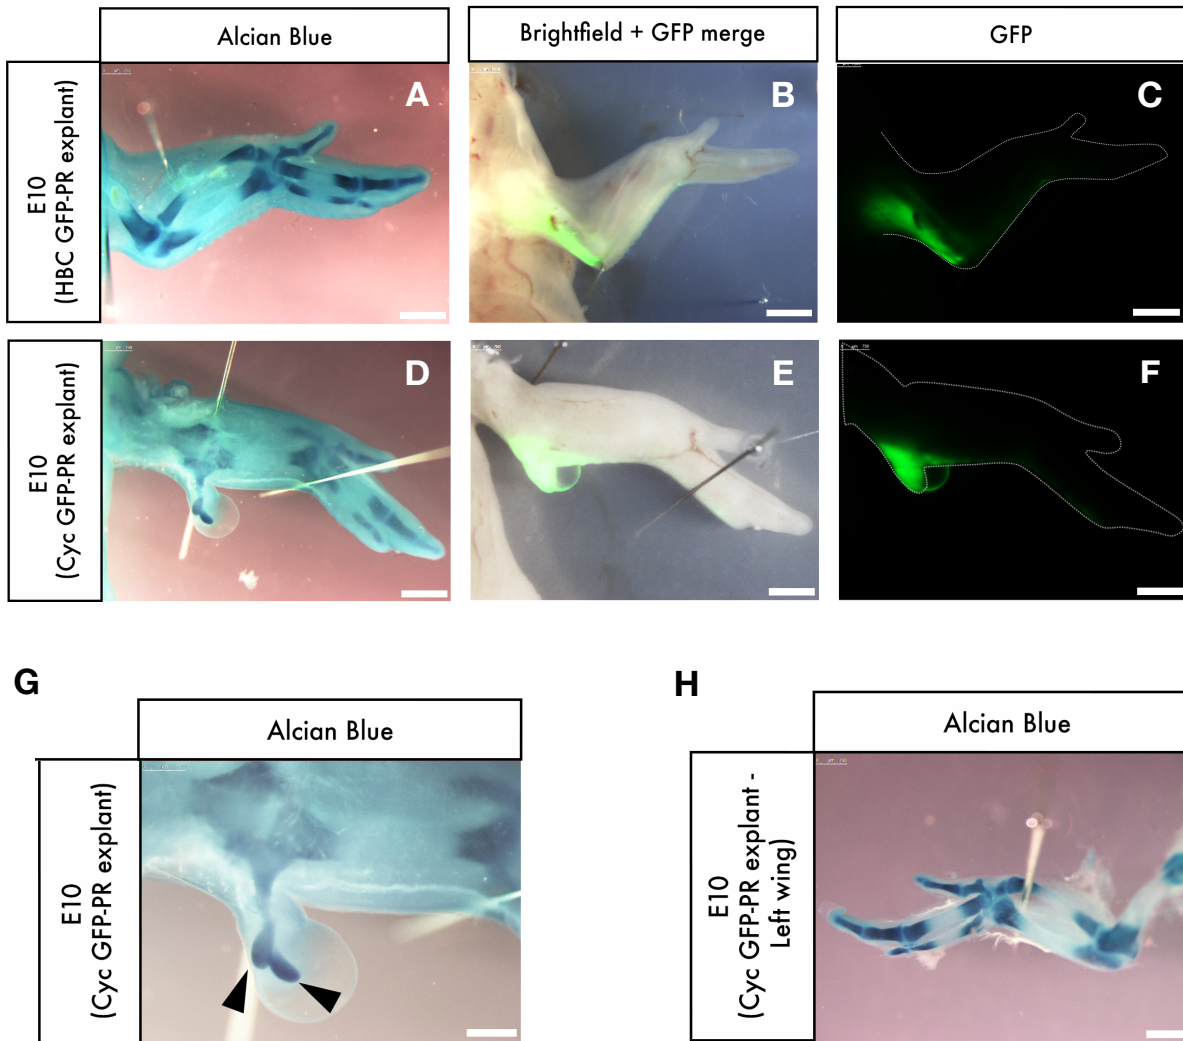 Alcian Blue
Brightfield + GFP merge
GFP
E10
(HBC GFP-PR explant)
A
B
C
E10
(Cyc GFP-PR explant)
D
E
F
G
H
Alcian Blue
Alcian Blue
E10
(Cyc GFP-PR explant)
E10
(Cyc GFP-PR explant -
Left wing)